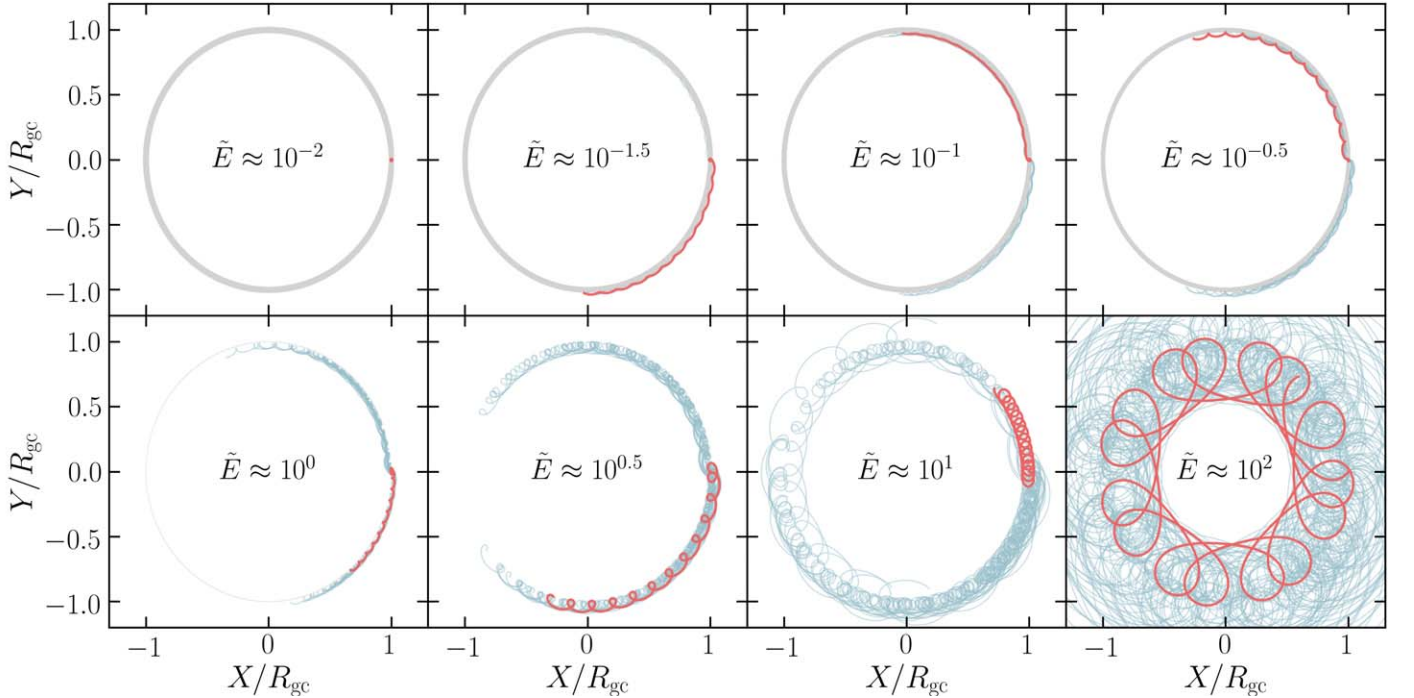 1.0
0.5
0.0
−0.5
−1.0
Y/R_gc
Ẽ ≈ 10^−2
Ẽ ≈ 10^−1.5
Ẽ ≈ 10^−1
Ẽ ≈ 10^−0.5
1.0
0.5
0.0
−0.5
−1.0
Y/R_gc
Ẽ ≈ 10^0
Ẽ ≈ 10^0.5
Ẽ ≈ 10^1
Ẽ ≈ 10^2
−1 0 1 −1 0 1 −1 0 1 −1 0 1
X/R_gc X/R_gc X/R_gc X/R_gc